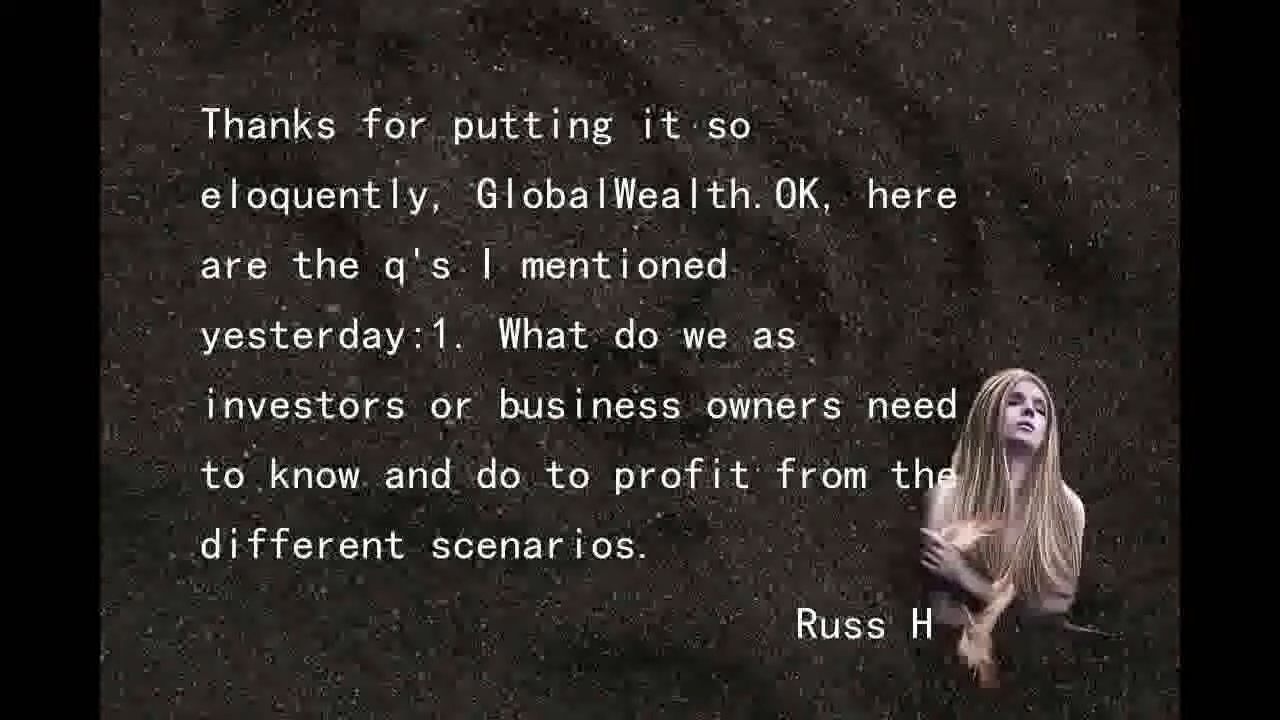 Thanks for putting it so
eloquently, GlobalWealth.OK, here
are the q's I mentioned
yesterday:1. What do we as
investors or business owners need
to know and do to profit from the
different scenarios.
Russ H